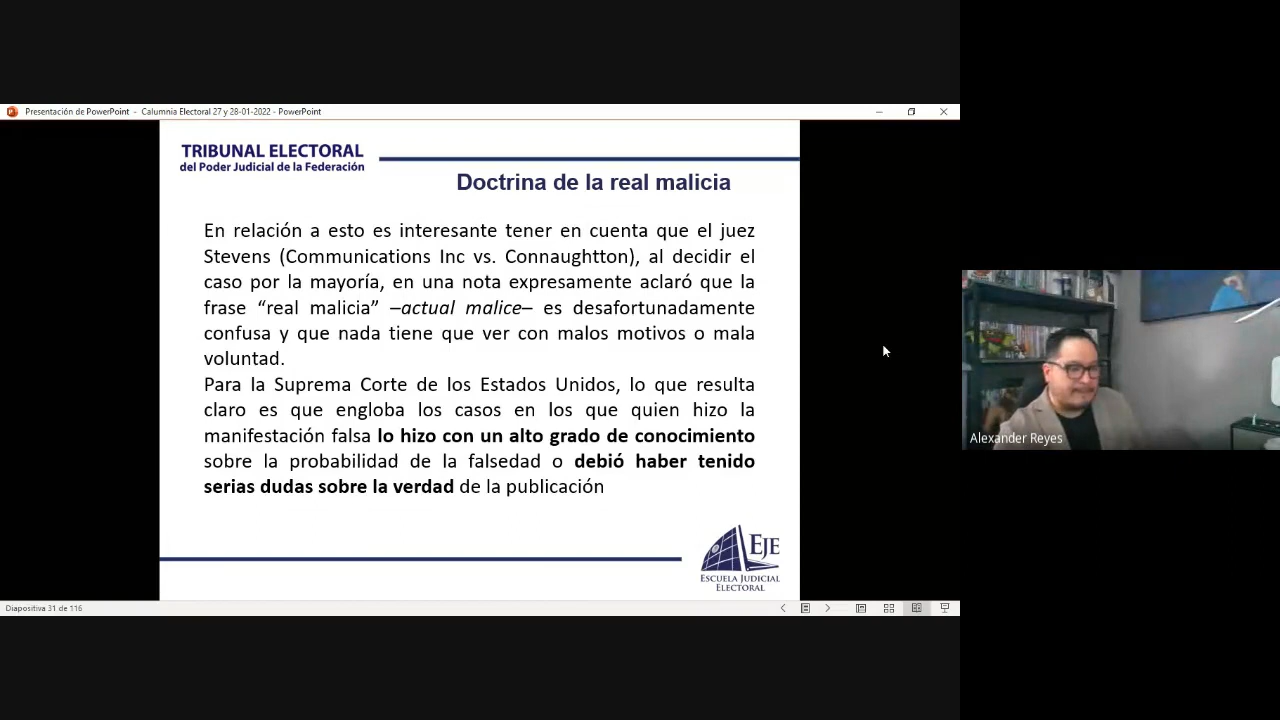 Presentación de PowerPoint - Calumnia Electoral 27 y 28-01-2022 - PowerPoint
TRIBUNAL ELECTORAL
del Poder Judicial de la Federación
Doctrina de la real malicia
En relación a esto es interesante tener en cuenta que el juez
Stevens (Communications Inc vs. Connaughtton), al decidir el
caso por la mayoría, en una nota expresamente aclaró que la
frase “real malicia” –actual malice– es desafortunadamente
confusa y que nada tiene que ver con malos motivos o mala
voluntad.
Para la Suprema Corte de los Estados Unidos, lo que resulta
claro es que engloba los casos en los que quien hizo la
manifestación falsa lo hizo con un alto grado de conocimiento
sobre la probabilidad de la falsedad o debió haber tenido
serias dudas sobre la verdad de la publicación
EJE
ESCUELA JUDICIAL
ELECTORAL
Diapositiva 31 de 116
Alexander Reyes